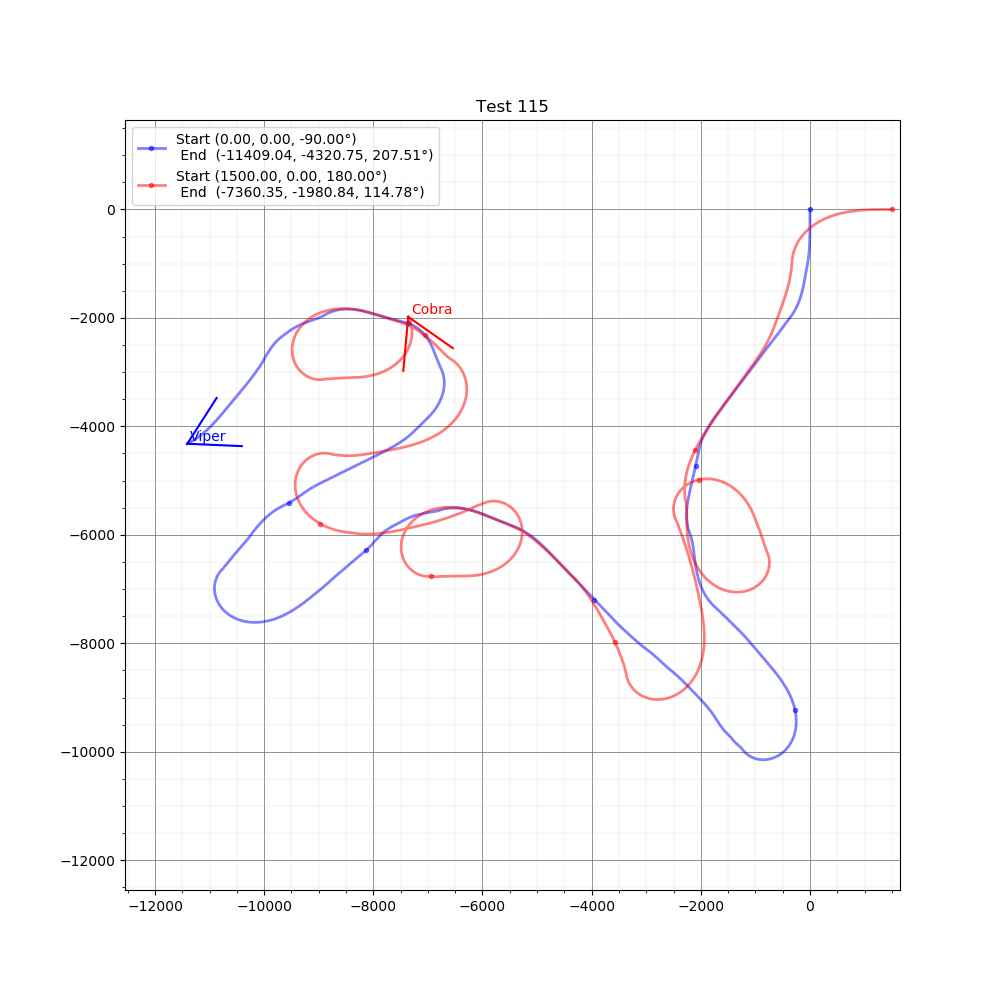 Test 115
Start (0.00, 0.00, -90.00°)
End  (-11409.04, -4320.75, 207.51°)
Start (1500.00, 0.00, 180.00°)
End  (-7360.35, -1980.84, 114.78°)
0
−2000
−4000
−6000
−8000
−10000
−12000
Cobra
Viper
−12000 −10000 −8000 −6000 −4000 −2000 0